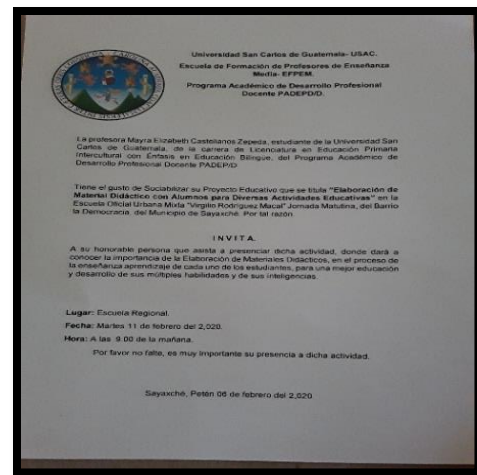 Universidad San Carlos de Guatemala- USAC.
Escuela de Formación de Profesores de Enseñanza
Media- EFPEM.
Programa Académico de Desarrollo Profesional
Docente PADEPD/D.
La profesora Mayra Elizabeth Castellanos Zepeda, estudiante de la Universidad San
Carlos de Guatemala, de la carrera de Licenciatura en Educación Primaria
Intercultural con Énfasis en Educación Bilingüe, del Programa Académico de
Desarrollo Profesional Docente, PADEP/D
Tiene el gusto de Sociabilizar su Proyecto Educativo que se titula "Elaboración de
Material Didáctico con Alumnos para Diversas Actividades Educativas" en la
Escuela Oficial Urbana Mixta "Virgilio Rodríguez Macal" Jornada Matutina, del Barrio
la Democracia, del Municipio de Sayaxché. Por tal razón.
I N V I T A.
A su honorable persona que asista a presenciar dicha actividad, donde dará a
conocer la importancia de la Elaboración de Materiales Didácticos, en el proceso de
la enseñanza aprendizaje de cada uno de los estudiantes, para una mejor educación
y desarrollo de sus múltiples habilidades y de sus inteligencias.
Lugar: Escuela Regional.
Fecha: Martes 11 de febrero del 2,020.
Hora: A las 9:00 de la mañana.
Por favor no falte, es muy importante su presencia a dicha actividad.
Sayaxché, Petén 06 de febrero del 2,020